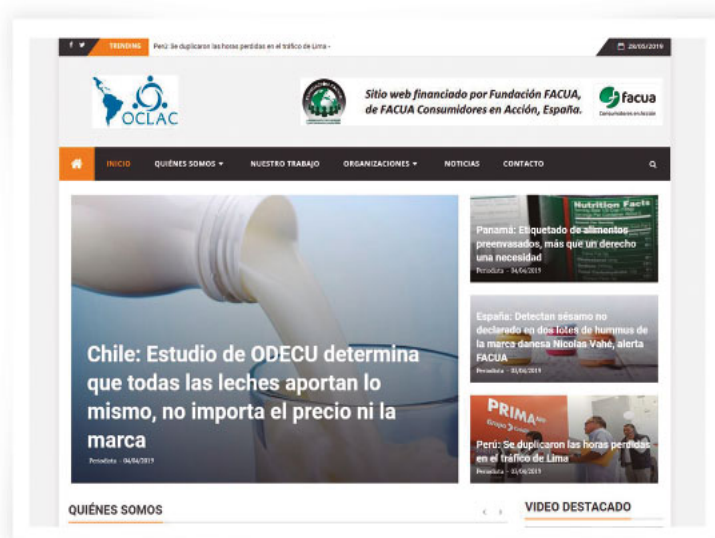 TRENDING Perú: Se duplicaron las horas perdidas en el tráfico de Lima -
28/05/2019
OCLAC
Sitio web financiado por Fundación FACUA,
de FACUA Consumidores en Acción, España.
facua
Consumidores en Acción
INICIO QUIÉNES SOMOS NUESTRO TRABAJO ORGANIZACIONES NOTICIAS CONTACTO
Chile: Estudio de ODECU determina
que todas las leches aportan lo
mismo, no importa el precio ni la
marca
Periodista - 04/04/2019
Nutrition Facts
Panamá: Etiquetado de alimentos
preenvasados, más que un derecho
una necesidad
Periodista - 04/04/2019
España: Detectan sésamo no
declarado en dos lotes de hummus de
la marca danesa Nicolas Vahé, alerta
FACUA
Periodista - 03/04/2019
PRIMA
Grupo
Perú: Se duplicaron las horas perdidas
en el tráfico de Lima
Periodista - 03/04/2019
QUIÉNES SOMOS
VIDEO DESTACADO